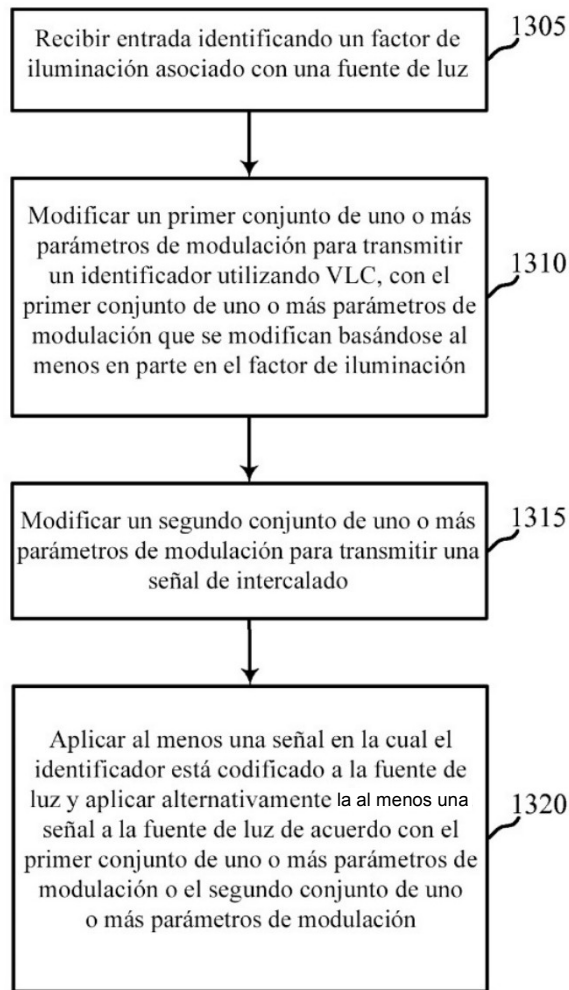 Recibir entrada identificando un factor de
iluminación asociado con una fuente de luz
1305
Modificar un primer conjunto de uno o más
parámetros de modulación para transmitir
un identificador utilizando VLC, con el
primer conjunto de uno o más parámetros de
modulación que se modifican basándose al
menos en parte en el factor de iluminación
1310
Modificar un segundo conjunto de uno o más
parámetros de modulación para transmitir una
señal de intercalado
1315
Aplicar al menos una señal en la cual el
identificador está codificado a la fuente de
luz y aplicar alternativamente la al menos una
señal a la fuente de luz de acuerdo con el
primer conjunto de uno o más parámetros de
modulación o el segundo conjunto de uno
o más parámetros de modulación
1320